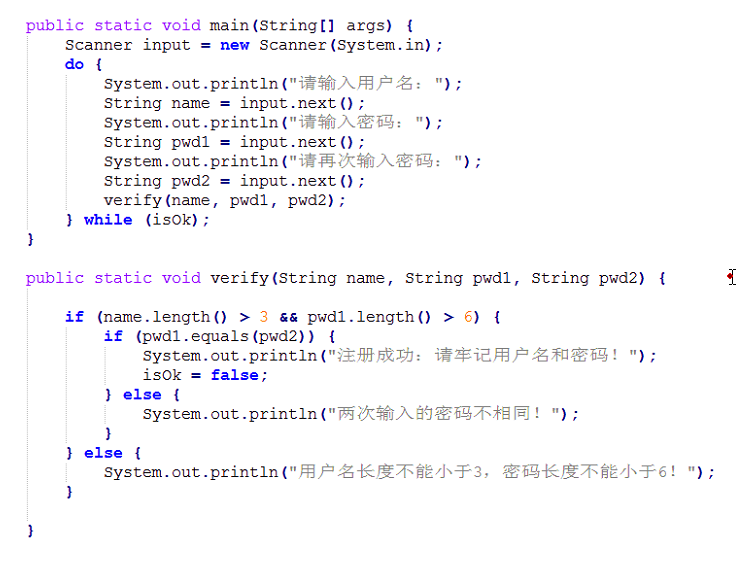 public static void main(String[] args) {
    Scanner input = new Scanner(System.in);
    do {
        System.out.println("请输入用户名：");
        String name = input.next();
        System.out.println("请输入密码：");
        String pwd1 = input.next();
        System.out.println("请再次输入密码：");
        String pwd2 = input.next();
        verify(name, pwd1, pwd2);
    } while (isOk);
}
public static void verify(String name, String pwd1, String pwd2) {
    if (name.length() > 3 && pwd1.length() > 6) {
        if (pwd1.equals(pwd2)) {
            System.out.println("注册成功：请牢记用户名和密码！");
            isOk = false;
        } else {
            System.out.println("两次输入的密码不相同！");
        }
    } else {
        System.out.println("用户名长度不能小于3，密码长度不能小于6！");
    }
}